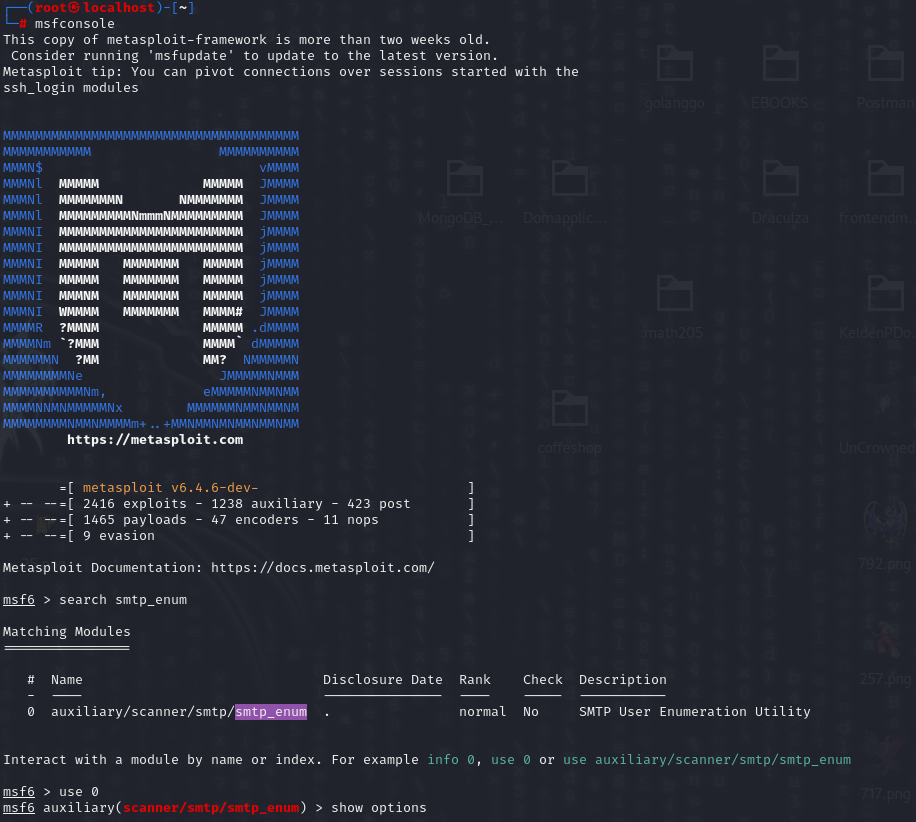 ┌──(root㉿localhost)-[~]
└─# msfconsole
This copy of metasploit-framework is more than two weeks old.
 Consider running 'msfupdate' to update to the latest version.
Metasploit tip: You can pivot connections over sessions started with the
ssh_login modules
MMMMMMMMMMMMMMMMMMMMMMMMMMMMMMMMMMMMM
MMMMMMMMMMM                MMMMMMMMMM
MMMN$                           vMMMM
MMMNl  MMMMM             MMMMM  JMMMM
MMMNl  MMMMMMMN       NMMMMMMM  JMMMM
MMMNl  MMMMMMMMMNmmmNMMMMMMMMM  JMMMM
MMMNI  MMMMMMMMMMMMMMMMMMMMMMM  jMMMM
MMMNI  MMMMMMMMMMMMMMMMMMMMMMM  jMMMM
MMMNI  MMMMM   MMMMMMM   MMMMM  jMMMM
MMMNI  MMMMM   MMMMMMM   MMMMM  jMMMM
MMMNI  MMMNM   MMMMMMM   MMMMM  jMMMM
MMMNI  WMMMM   MMMMMMM   MMMM#  JMMMM
MMMMR  ?MMNM             MMMMM .dMMMM
MMMMNm `?MMM             MMMM` dMMMMM
MMMMMMN  ?MM             MM?  NMMMMMN
MMMMMMMMNe                 JMMMMMNMMM
MMMMMMMMMMNm,            eMMMMMNMMNMM
MMMMNNMNMMMMMNx        MMMMMMNMMNMMNM
MMMMMMMMNMMNMMMMm+..+MMNMMNMNMMNMMNMM
https://metasploit.com
=[ metasploit v6.4.6-dev- ]
+ -- --=[ 2416 exploits - 1238 auxiliary - 423 post ]
+ -- --=[ 1465 payloads - 47 encoders - 11 nops ]
+ -- --=[ 9 evasion ]
Metasploit Documentation: https://docs.metasploit.com/
msf6 > search smtp_enum
Matching Modules
================
# Name Disclosure Date Rank Check Description
- ---- --------------- ---- ----- -----------
0 auxiliary/scanner/smtp/smtp_enum . normal No SMTP User Enumeration Utility
Interact with a module by name or index. For example info 0, use 0 or use auxiliary/scanner/smtp/smtp_enum
msf6 > use 0
msf6 auxiliary(scanner/smtp/smtp_enum) > show options
golanggo
EBOOKS
Postman
MongoDB_...
Domapplic...
Draculza
frontendm...
math205
KeldenPDo...
coffeshop
UnCrowned
792.png
257.png
717.png